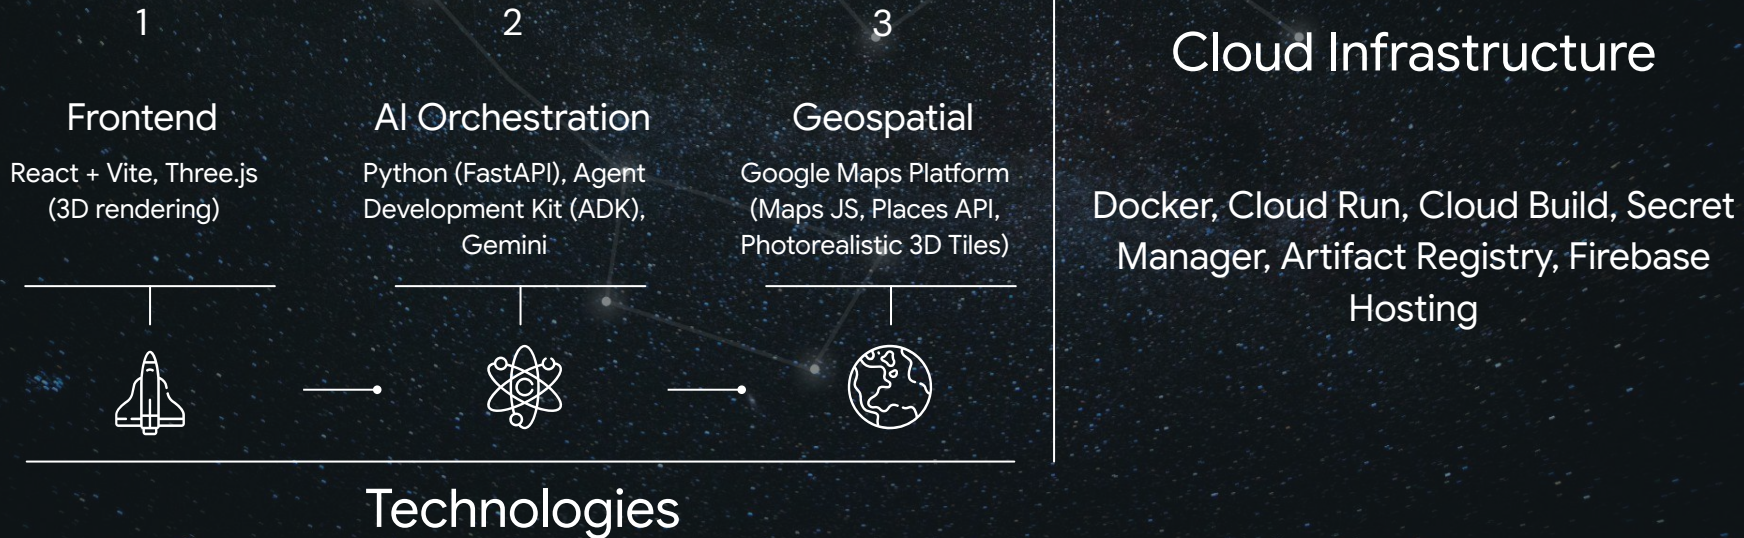 1
Frontend
React + Vite, Three.js
(3D rendering)
2
AI Orchestration
Python (FastAPI), Agent
Development Kit (ADK),
Gemini
3
Geospatial
Google Maps Platform
(Maps JS, Places API,
Photorealistic 3D Tiles)
Technologies
Cloud Infrastructure
Docker, Cloud Run, Cloud Build, Secret
Manager, Artifact Registry, Firebase
Hosting